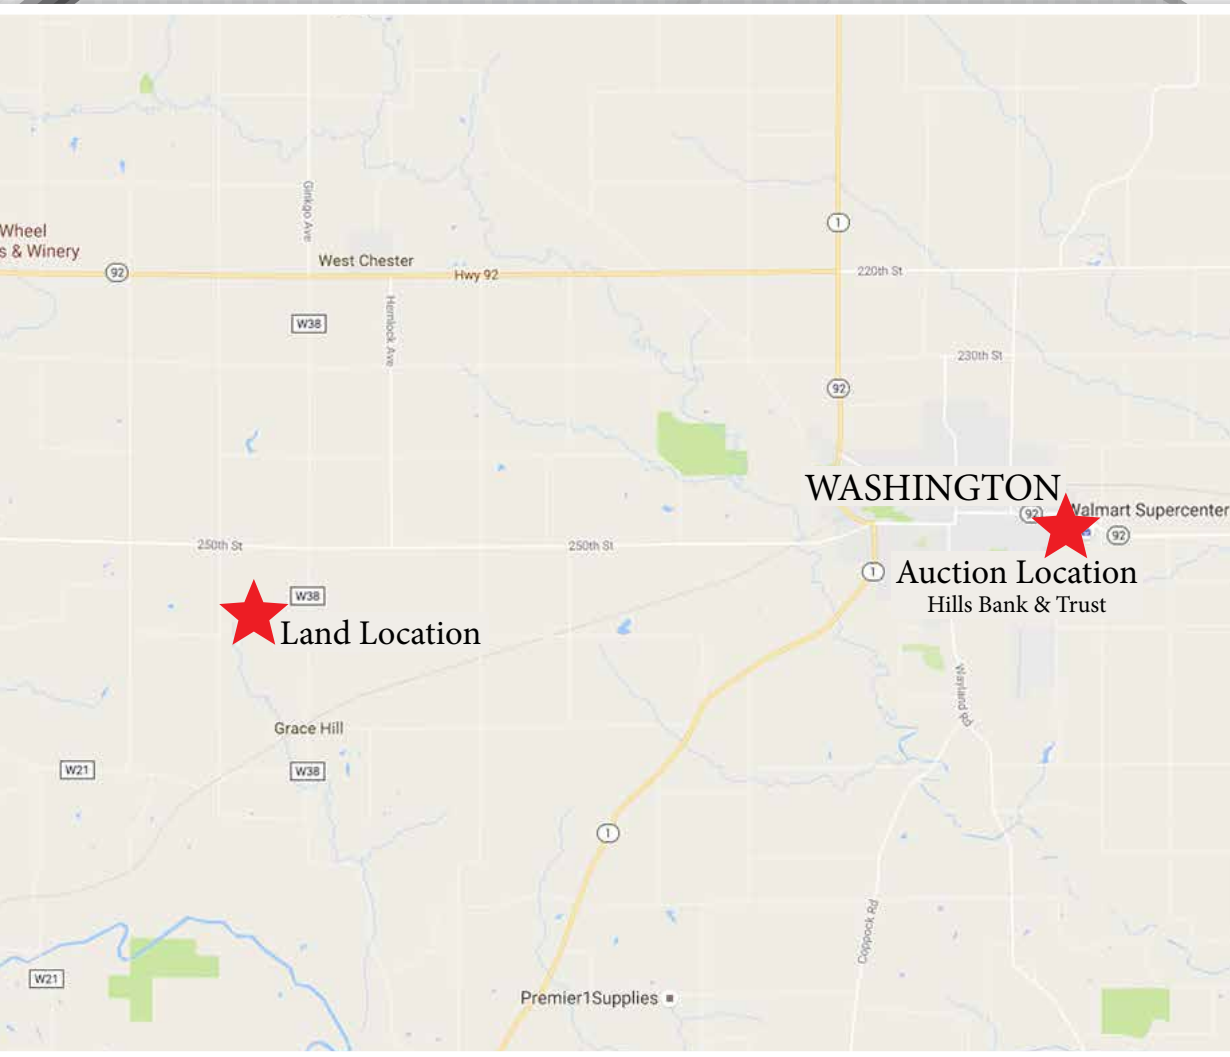 Ginkgo Ave
1
Wheel
s & Winery
92
West Chester
Hwy 92
220th St
W38
Hemlock Ave
230th St
92
WASHINGTON
92
Walmart Supercenter
92
250th St
250th St
1
Auction Location
Hills Bank & Trust
W38
Land Location
Wayland Rd
Grace Hill
W21
W38
1
Coppock Rd
W21
Premier1Supplies